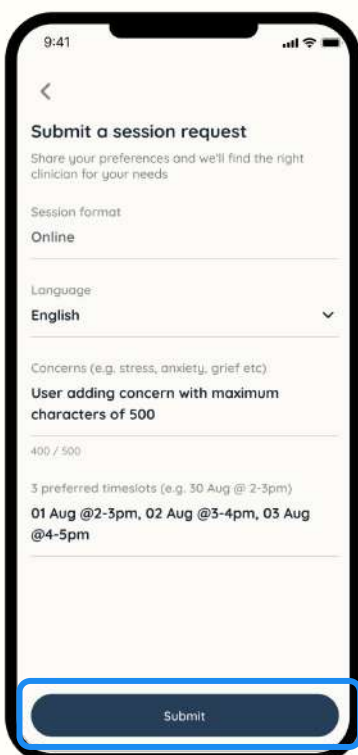 9:41
Submit a session request
Share your preferences and we'll find the right
clinician for your needs
Session format
Online
Language
English
Concerns (e.g. stress, anxiety, grief etc)
User adding concern with maximum
characters of 500
400 / 500
3 preferred timeslots (e.g. 30 Aug @ 2-3pm)
01 Aug @2-3pm, 02 Aug @3-4pm, 03 Aug
@4-5pm
Submit